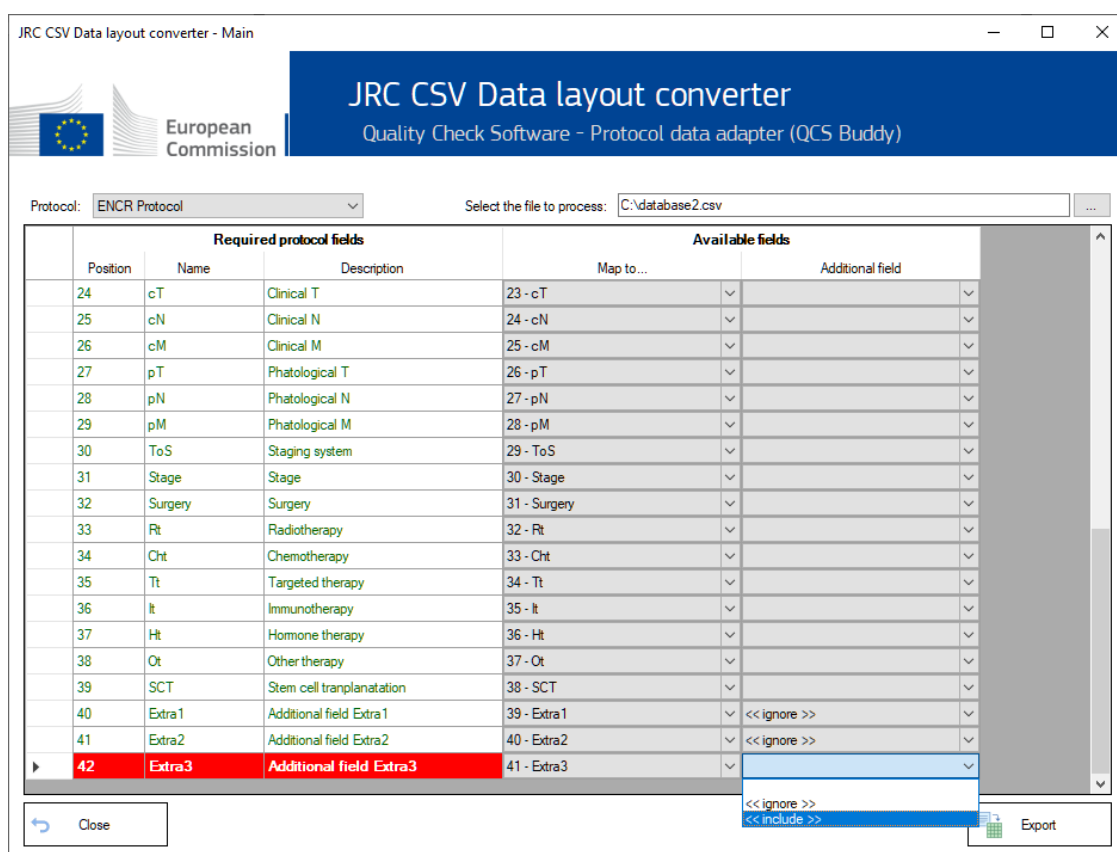 JRC CSV Data layout converter - Main
JRC CSV Data layout converter
Quality Check Software - Protocol data adapter (QCS Buddy)
European
Commission
Protocol: ENCR Protocol Select the file to process: C:\database2.csv ...
Required protocol fields Available fields
Position Name Description Map to... Additional field
24 cT Clinical T 23 - cT
25 cN Clinical N 24 - cN
26 cM Clinical M 25 - cM
27 pT Phatological T 26 - pT
28 pN Phatological N 27 - pN
29 pM Phatological M 28 - pM
30 ToS Staging system 29 - ToS
31 Stage Stage 30 - Stage
32 Surgery Surgery 31 - Surgery
33 Rt Radiotherapy 32 - Rt
34 Cht Chemotherapy 33 - Cht
35 Tt Targeted therapy 34 - Tt
36 It Immunotherapy 35 - It
37 Ht Hormone therapy 36 - Ht
38 Ot Other therapy 37 - Ot
39 SCT Stem cell tranplanatation 38 - SCT
40 Extra1 Additional field Extra1 39 - Extra1 << ignore >>
41 Extra2 Additional field Extra2 40 - Extra2 << ignore >>
42 Extra3 Additional field Extra3 41 - Extra3
<< ignore >>
<< include >>
Close Export